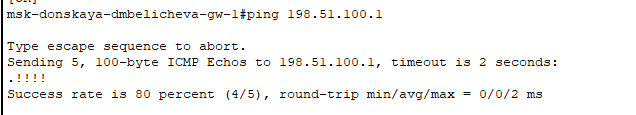 msk-donskaya-dmbelicheva-gw-1#ping 198.51.100.1
Type escape sequence to abort.
Sending 5, 100-byte ICMP Echos to 198.51.100.1, timeout is 2 seconds:
.!!!!
Success rate is 80 percent (4/5), round-trip min/avg/max = 0/0/2 ms